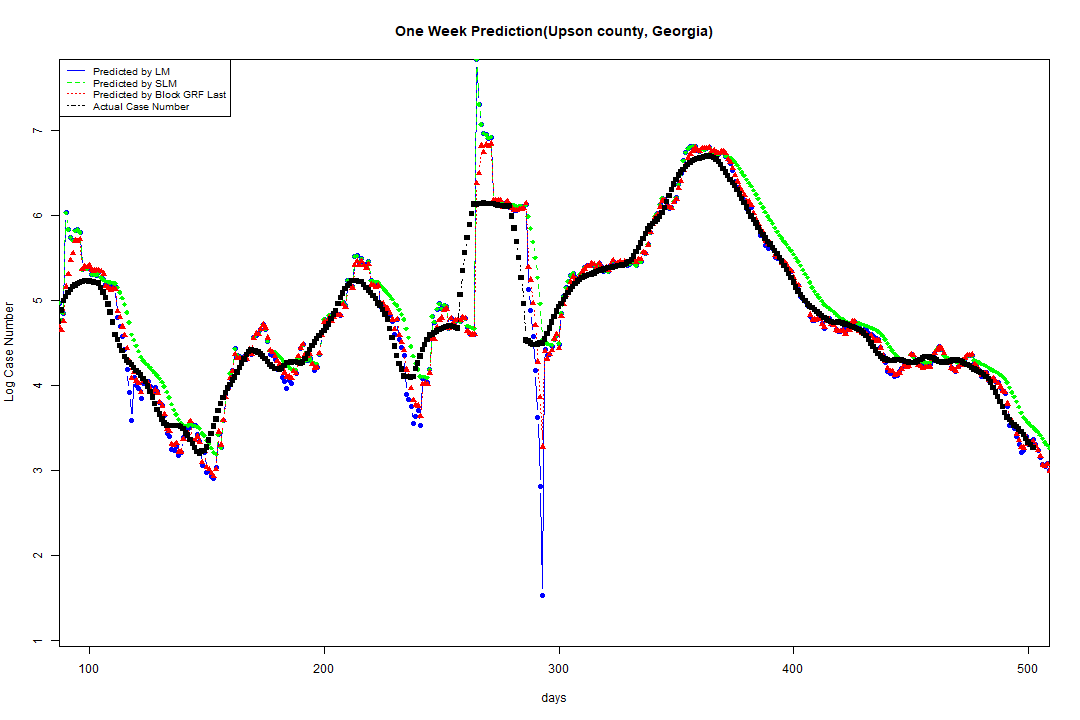 One Week Prediction(Upson county, Georgia)
Predicted by LM
Predicted by SLM
Predicted by Block GRF Last
Actual Case Number
Log Case Number
7
6
5
4
3
2
1
100 200 300 400 500
days